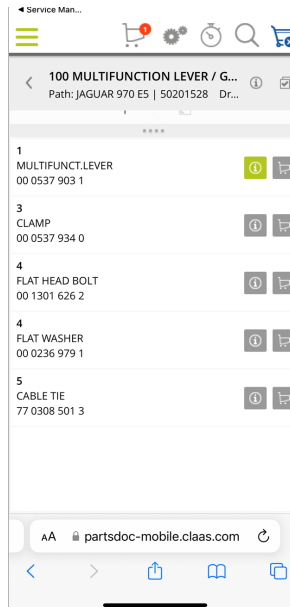 ◀ Service Man...
1
100 MULTIFUNCTION LEVER / G...
Path: JAGUAR 970 E5 | 50201528 Dr...
1
MULTIFUNCT.LEVER
00 0537 903 1
3
CLAMP
00 0537 934 0
4
FLAT HEAD BOLT
00 1301 626 2
4
FLAT WASHER
00 0236 979 1
5
CABLE TIE
77 0308 501 3
AA partsdoc-mobile.claas.com